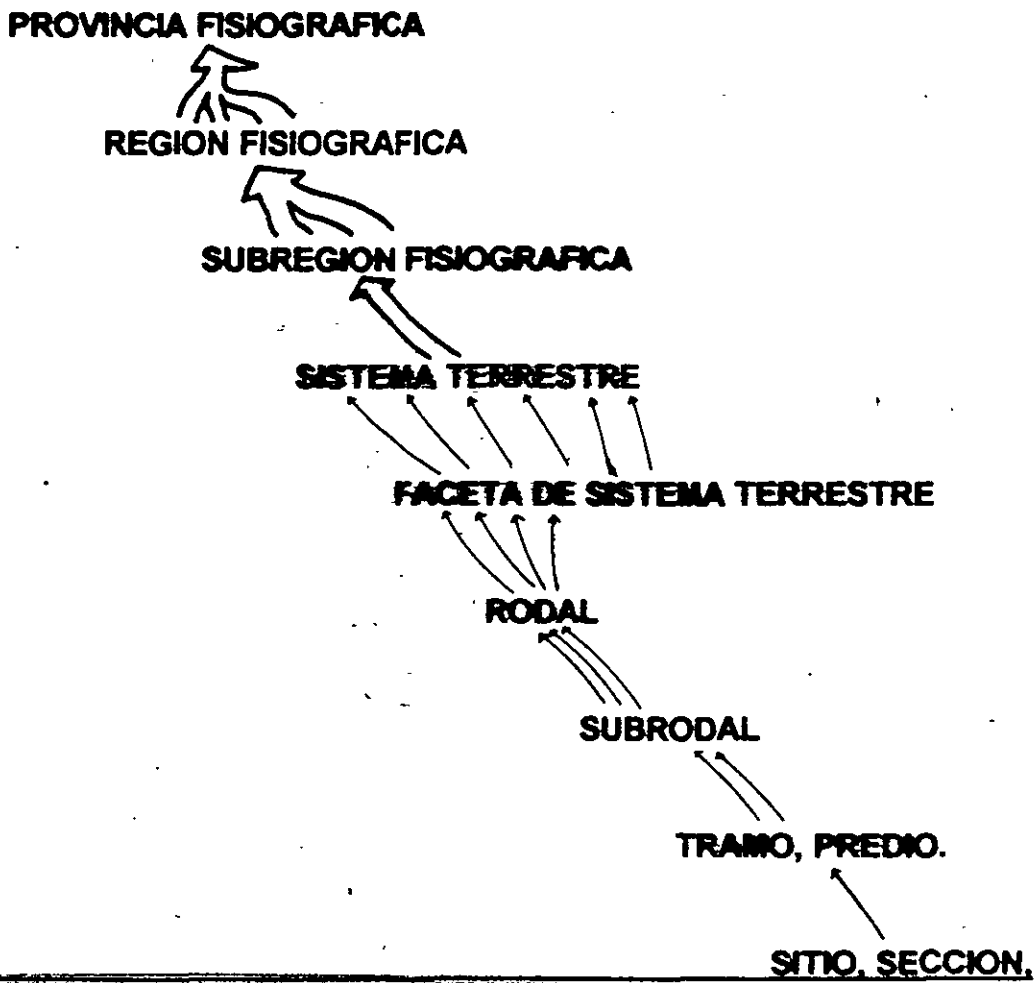 PROVINCIA FISIOGRAFICA
REGION FISIOGRAFICA
SUBREGION FISIOGRAFICA
SISTEMA TERRESTRE
FACETA DE SISTEMA TERRESTRE
RODAL
SUBRODAL
TRAMO, PREDIO.
SITIO, SECCION.